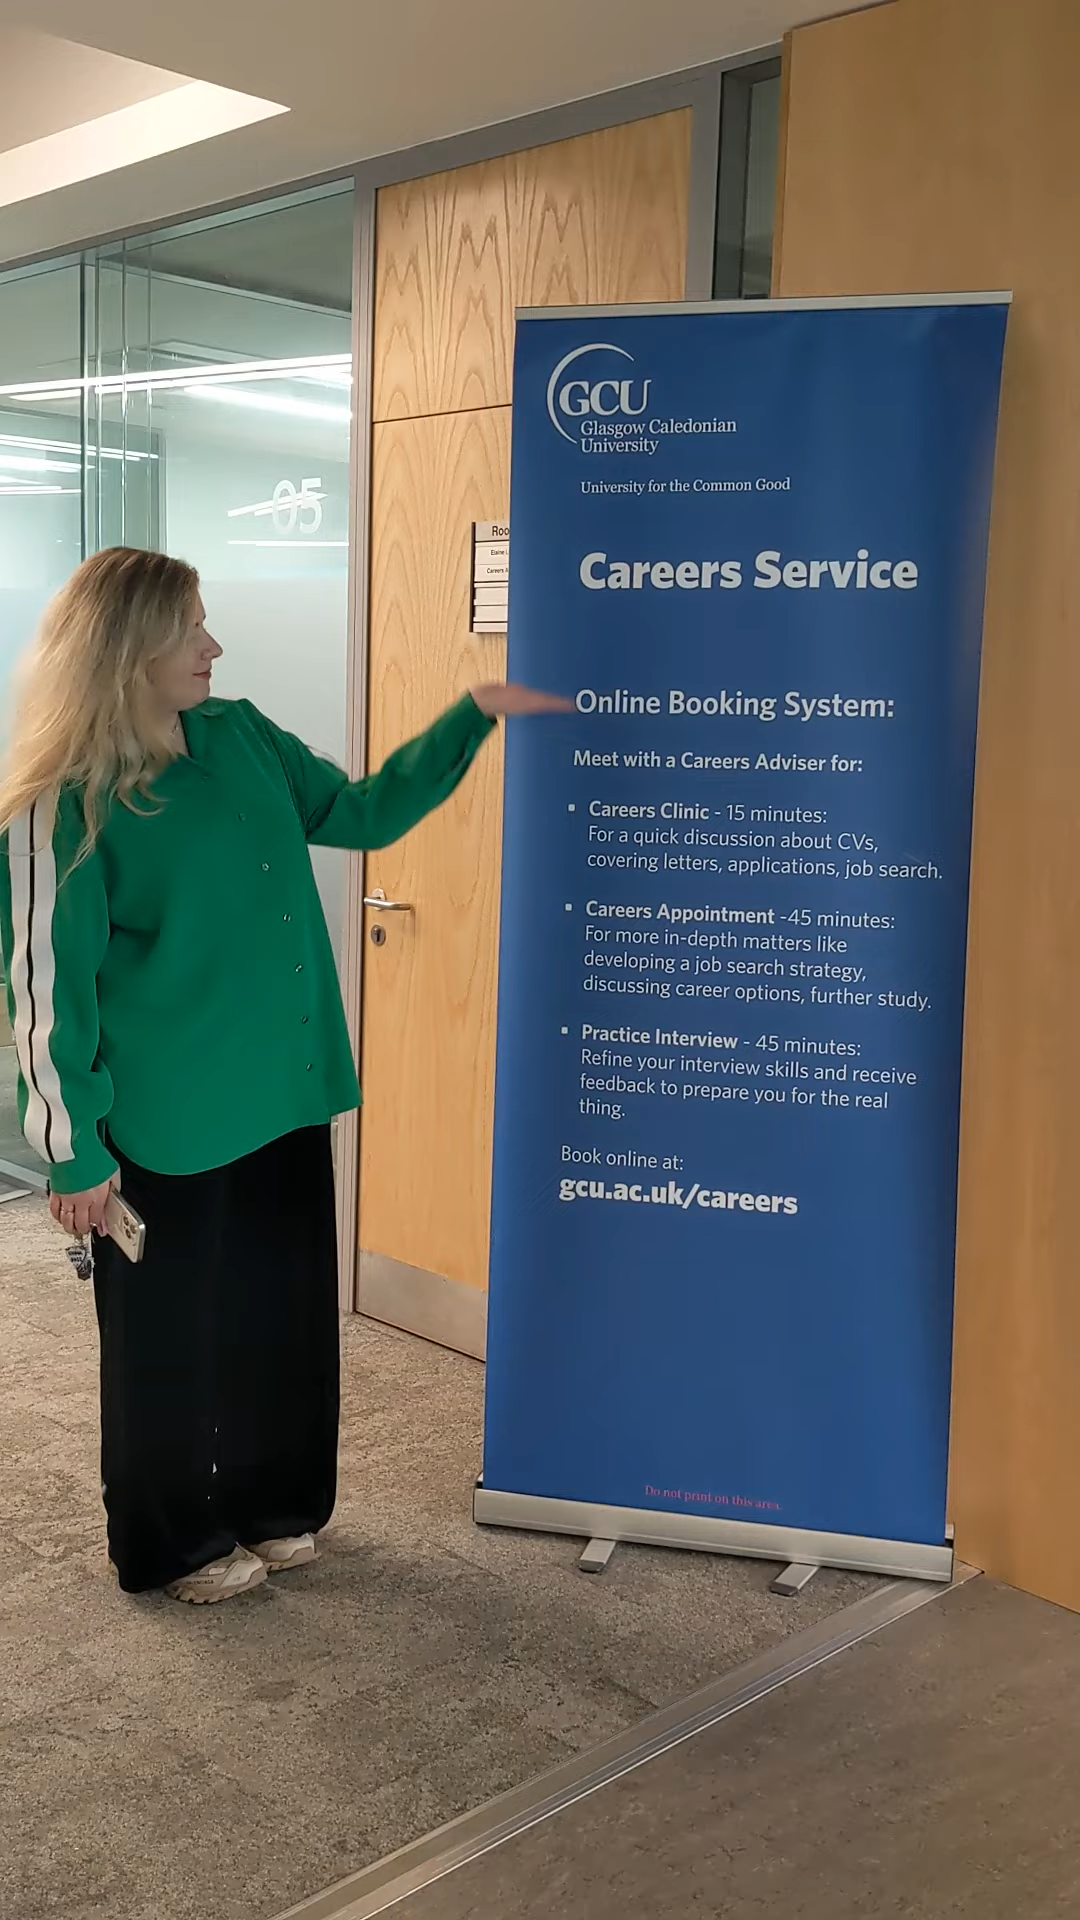 GCU
Glasgow Caledonian
University
University for the Common Good
Careers Service
05
Roo
Elaine L
Careers A
Online Booking System:
Meet with a Careers Adviser for:
▪ Careers Clinic - 15 minutes:
For a quick discussion about CVs,
covering letters, applications, job search.
▪ Careers Appointment -45 minutes:
For more in-depth matters like
developing a job search strategy,
discussing career options, further study.
▪ Practice Interview - 45 minutes:
Refine your interview skills and receive
feedback to prepare you for the real
thing.
Book online at:
gcu.ac.uk/careers
Do not print on this area.